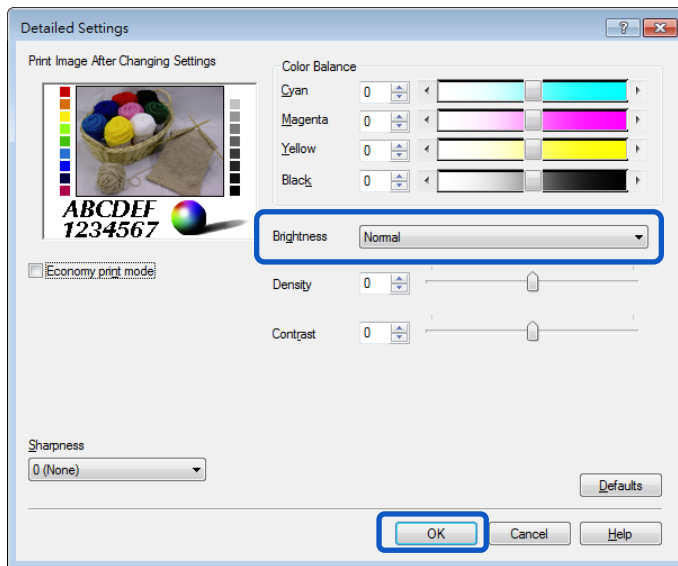 Detailed Settings
Print Image After Changing Settings
ABCDEF
1234567
Economy print mode
Sharpness
0 (None)
Color Balance
Cyan 0
Magenta 0
Yellow 0
Black 0
Brightness Normal
Density 0
Contrast 0
Defaults
OK Cancel Help